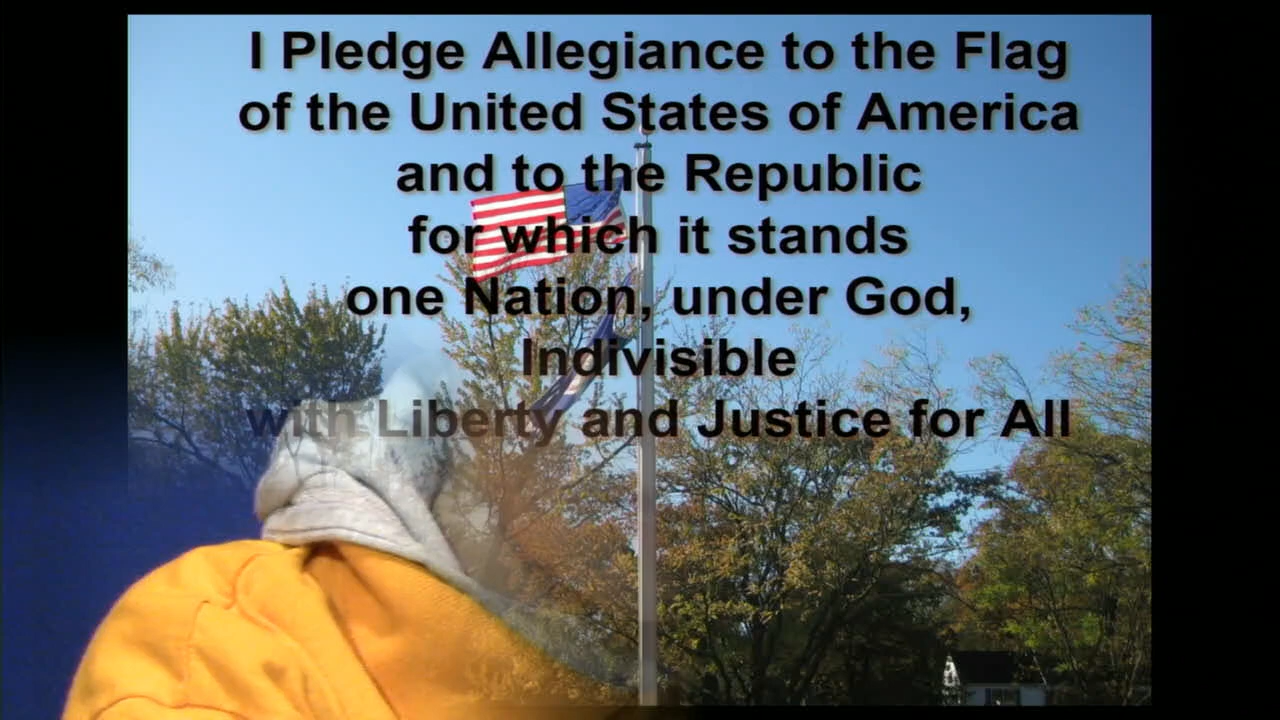 I Pledge Allegiance to the Flag
of the United States of America
and to the Republic
for which it stands
one Nation, under God,
Indivisible
with Liberty and Justice for All